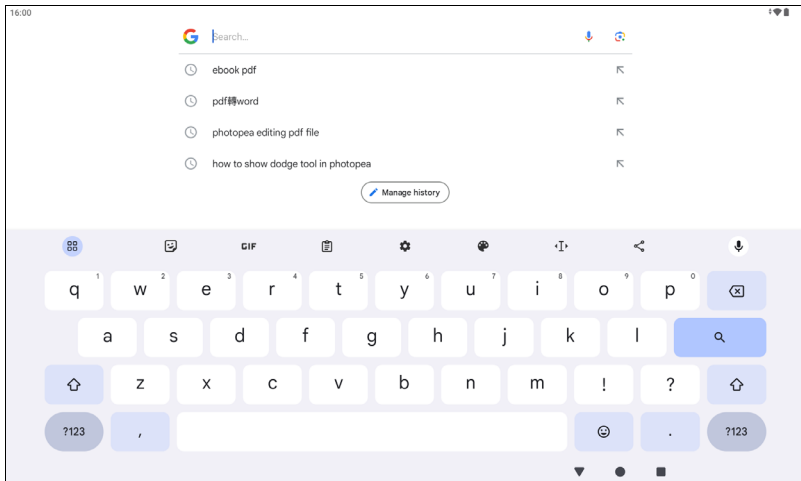 16:00
Search...
ebook pdf
pdf轉word
photopea editing pdf file
how to show dodge tool in photopea
Manage history
GIF
q 1 w 2 e 3 r 4 t 5 y 6 u 7 i 8 o 9 p 0
a s d f g h j k l
z x c v b n m ! ?
?123 , . ?123